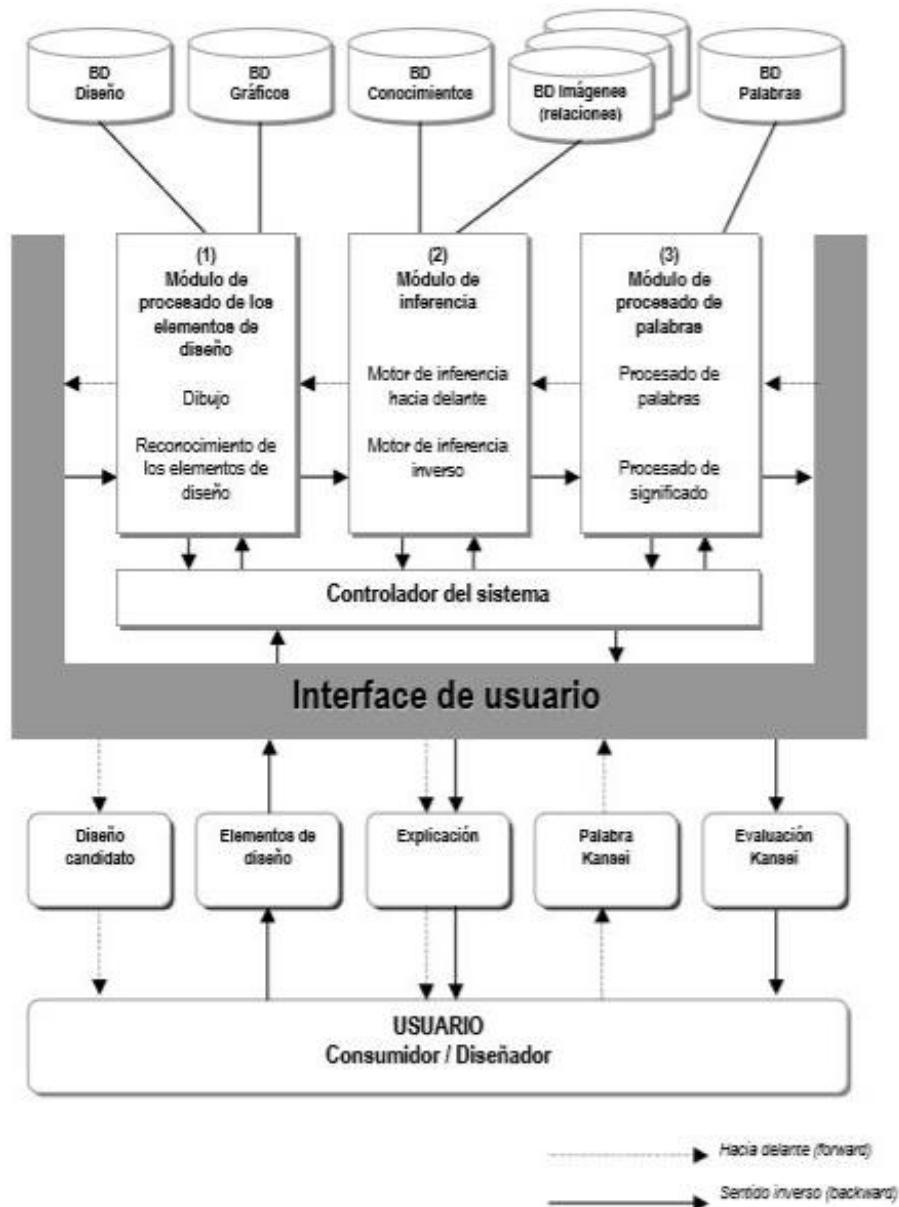 BD
Diseño
BD
Gráficos
BD
Conocimientos
BD Imágenes
(relaciones)
BD
Palabras
(1)
Módulo de
procesado de los
elementos de
diseño
Dibujo
Reconocimiento de
los elementos de
diseño
(2)
Módulo de
inferencia
Motor de inferencia
hacia delante
Motor de inferencia
inverso
(3)
Módulo de
procesado de
palabras
Procesado de
palabras
Procesado de
significado
Controlador del sistema
Interface de usuario
Diseño
candidato
Elementos de
diseño
Explicación
Palabra
Kansei
Evaluación
Kansei
USUARIO
Consumidor / Diseñador
Hacia delante (forward)
Sentido inverso (backward)